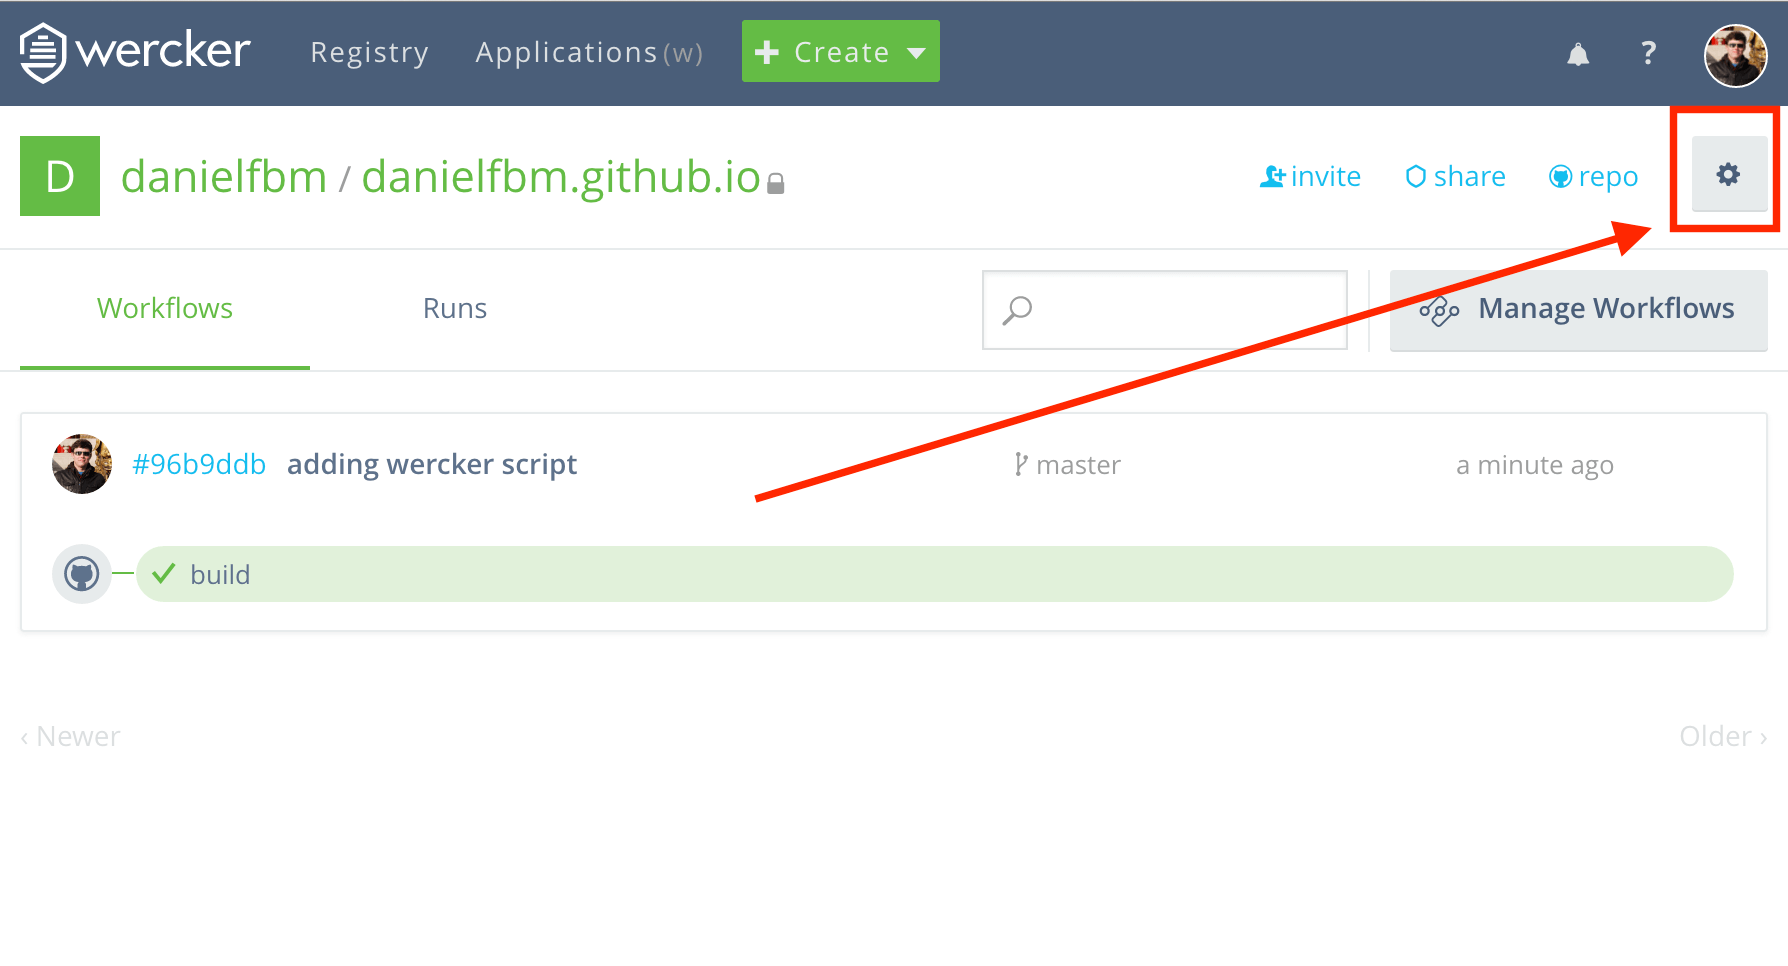 wercker Registry Applications (w) + Create ?
D danielfbm / danielfbm.github.io invite share repo
Workflows Runs Manage Workflows
#96b9ddb adding wercker script master a minute ago
build
‹ Newer Older ›